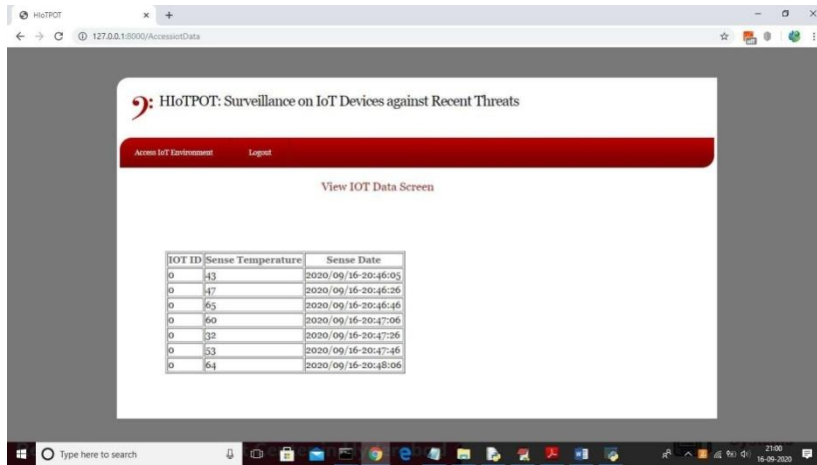 HIoTPOT
127.0.0.1:8000/AccessiotData
HIoTPOT: Surveillance on IoT Devices against Recent Threats
Access IoT Environment Logout
View IOT Data Screen
IOT ID Sense Temperature Sense Date
0 43 2020/09/16-20:46:05
0 47 2020/09/16-20:46:26
0 65 2020/09/16-20:46:46
0 60 2020/09/16-20:47:06
0 32 2020/09/16-20:47:26
0 53 2020/09/16-20:47:46
0 64 2020/09/16-20:48:06
Type here to search
21:00
16-09-2020